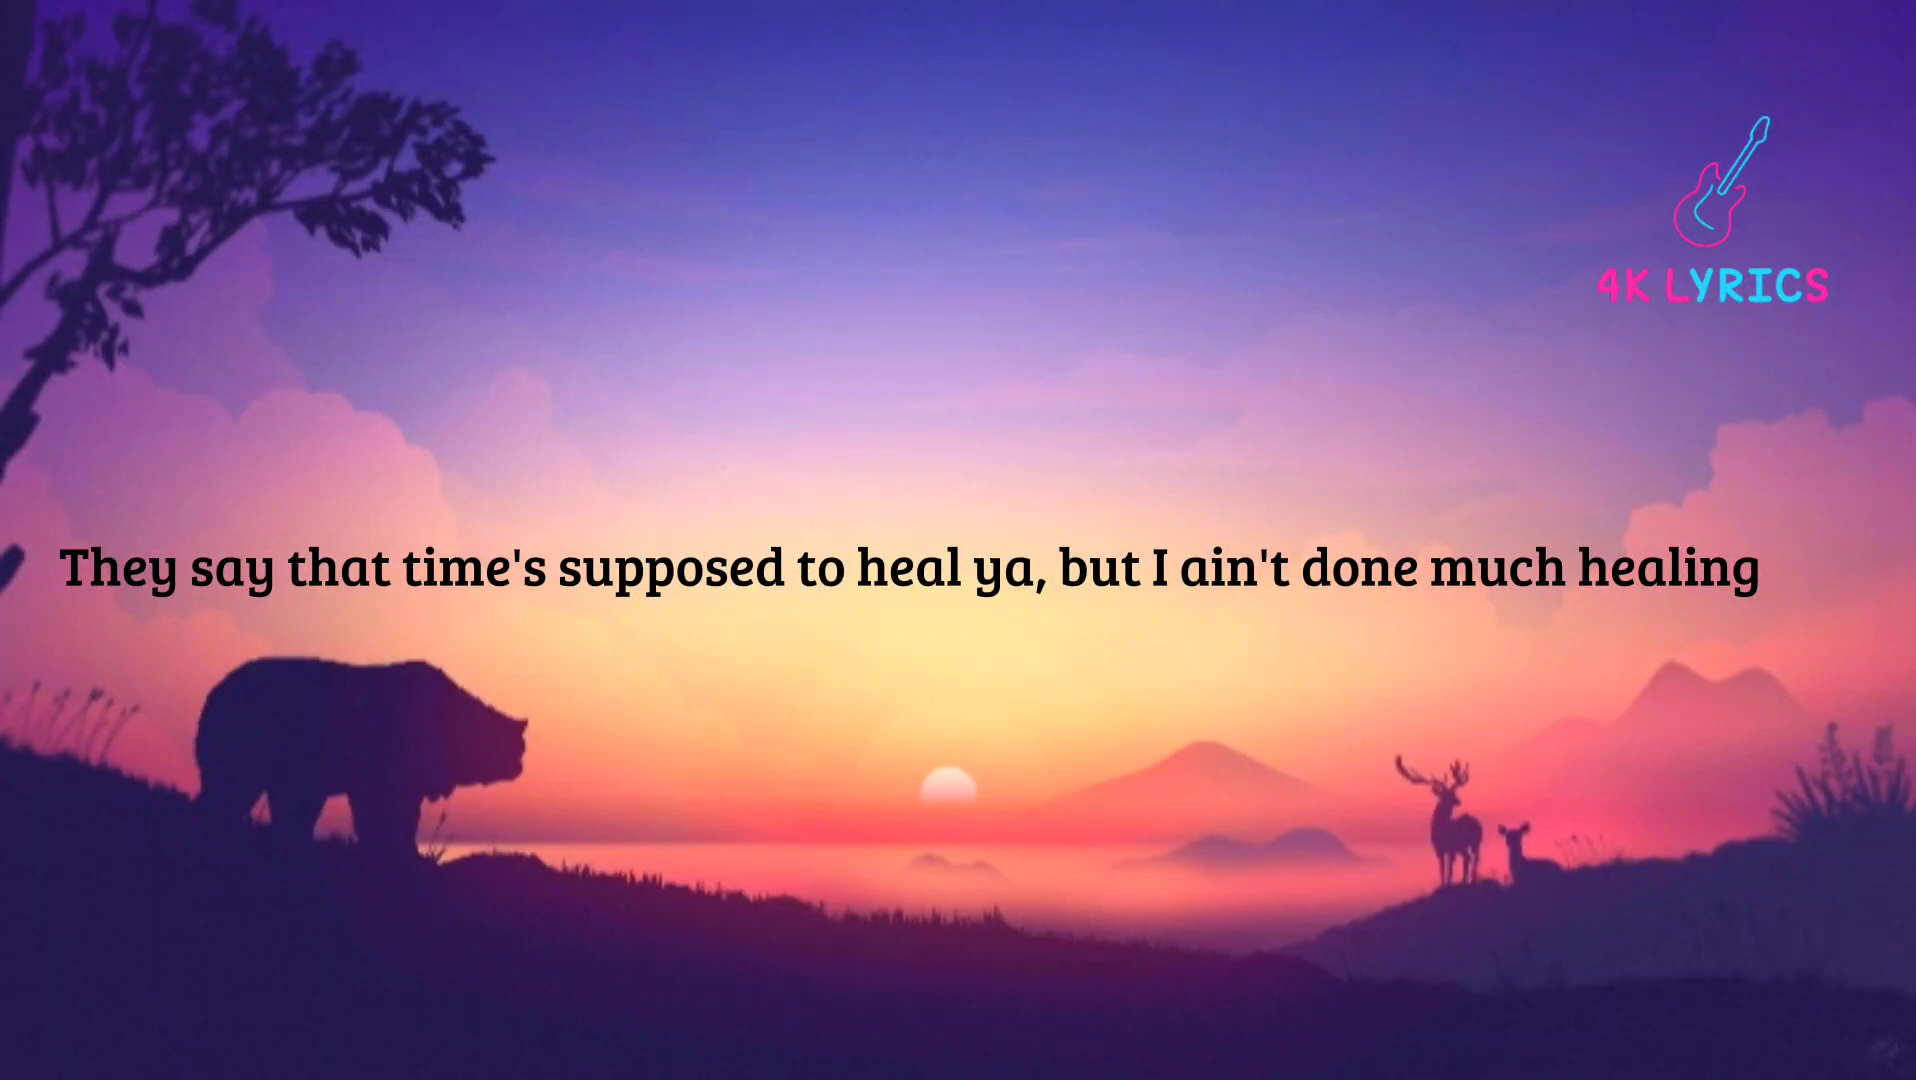 4K LYRICS
They say that time's supposed to heal ya, but I ain't done much healing